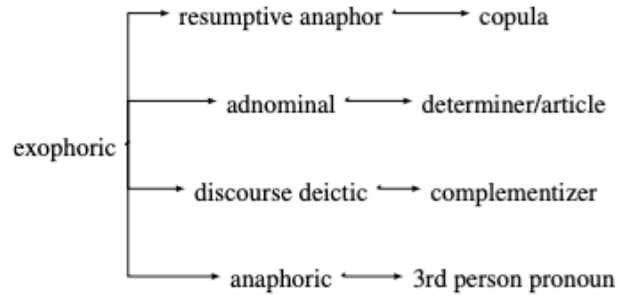 resumptive anaphor copula
adnominal determiner/article
exophoric
discourse deictic complementizer
anaphoric 3rd person pronoun